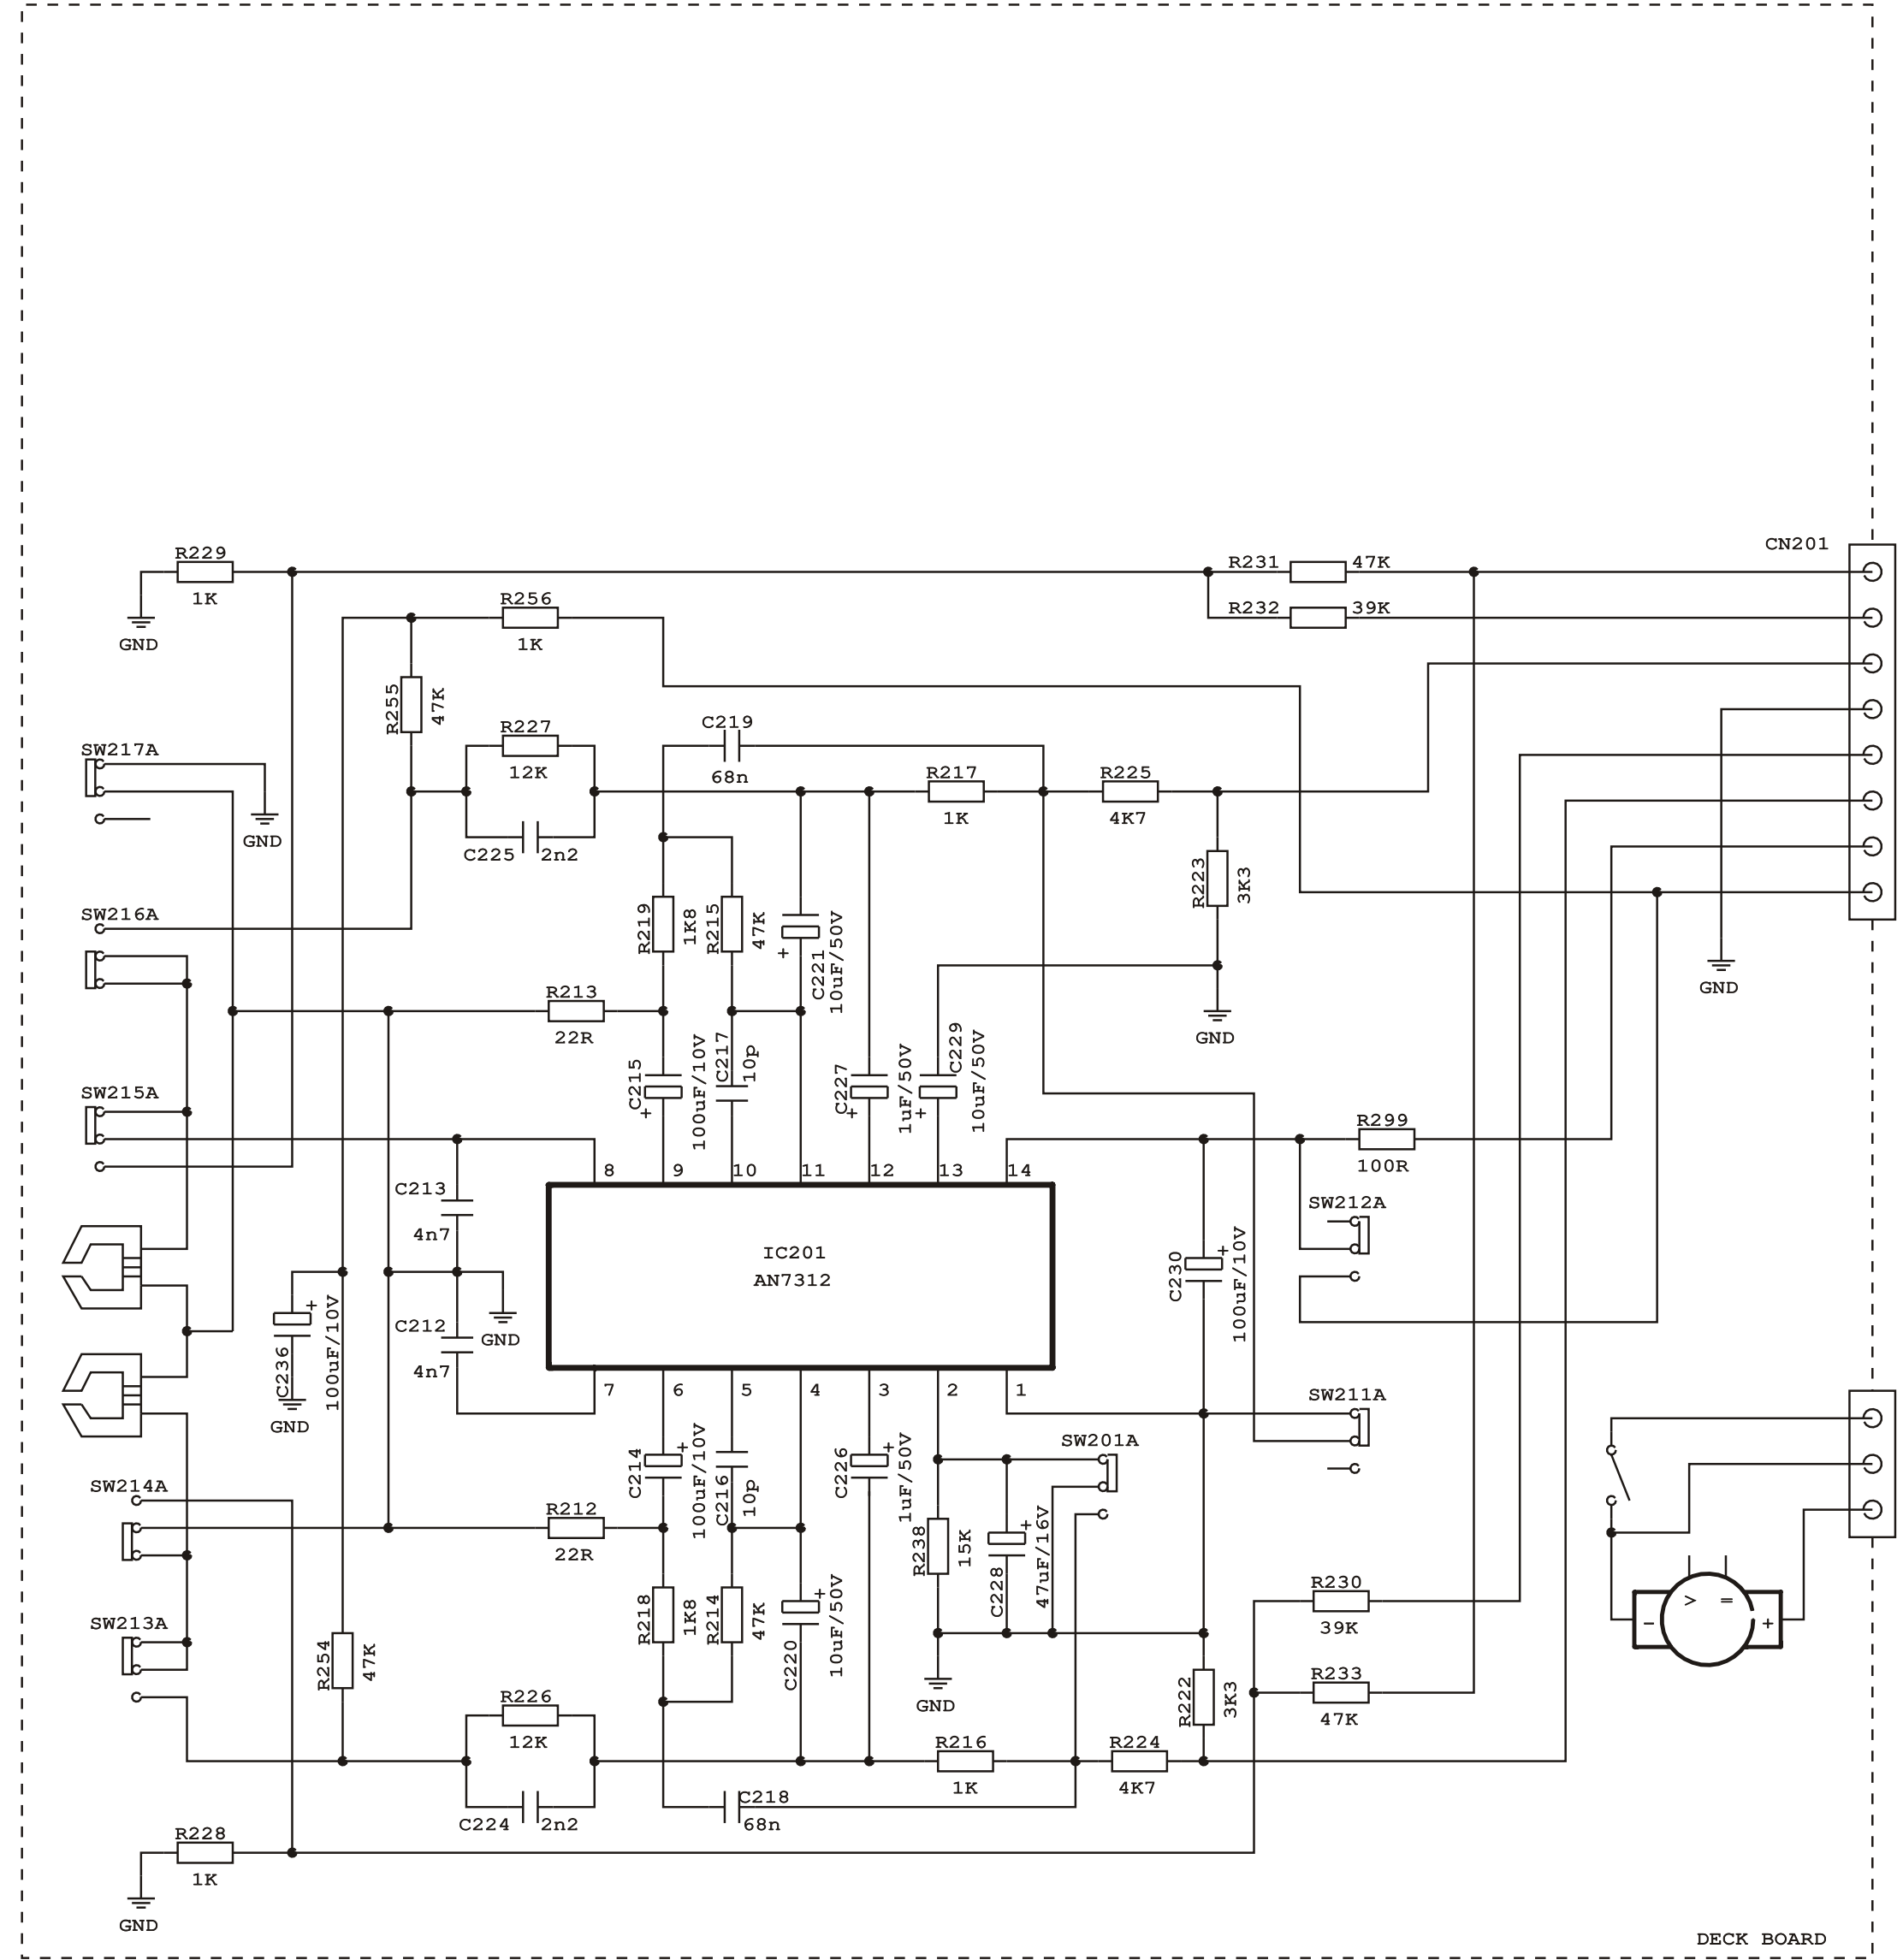 CN201
R229
R231 47K
1K
R256
R232 39K
GND
1K
R255
47K
R227
C219
SW217A
12K
68n
R217
R225
1K
4K7
GND
C225 2n2
R223
3K3
SW216A
R219
1K8
R215
47K
C221
10uF/50V
R213
22R
GND
GND
C215
100uF/10V
C217
10p
C227
1uF/50V
C229
10uF/50V
SW215A
R299
100R
8 9 10 11 12 13 14
C213
4n7
SW212A
IC201
AN7312
C230
100uF/10V
C236
100uF/10V
GND
C212
4n7
GND
7 6 5 4 3 2 1
SW211A
C214
100uF/10V
C216
10p
C226
1uF/50V
SW201A
SW214A
R212
22R
R238
15K
C228
47uF/16V
R218
1K8
R214
47K
C220
10uF/50V
R230
39K
> =
- +
SW213A
R254
47K
R233
47K
GND
R222
3K3
R226
12K
R216
1K
R224
4K7
C224 2n2
C218
68n
R228
1K
GND
DECK BOARD